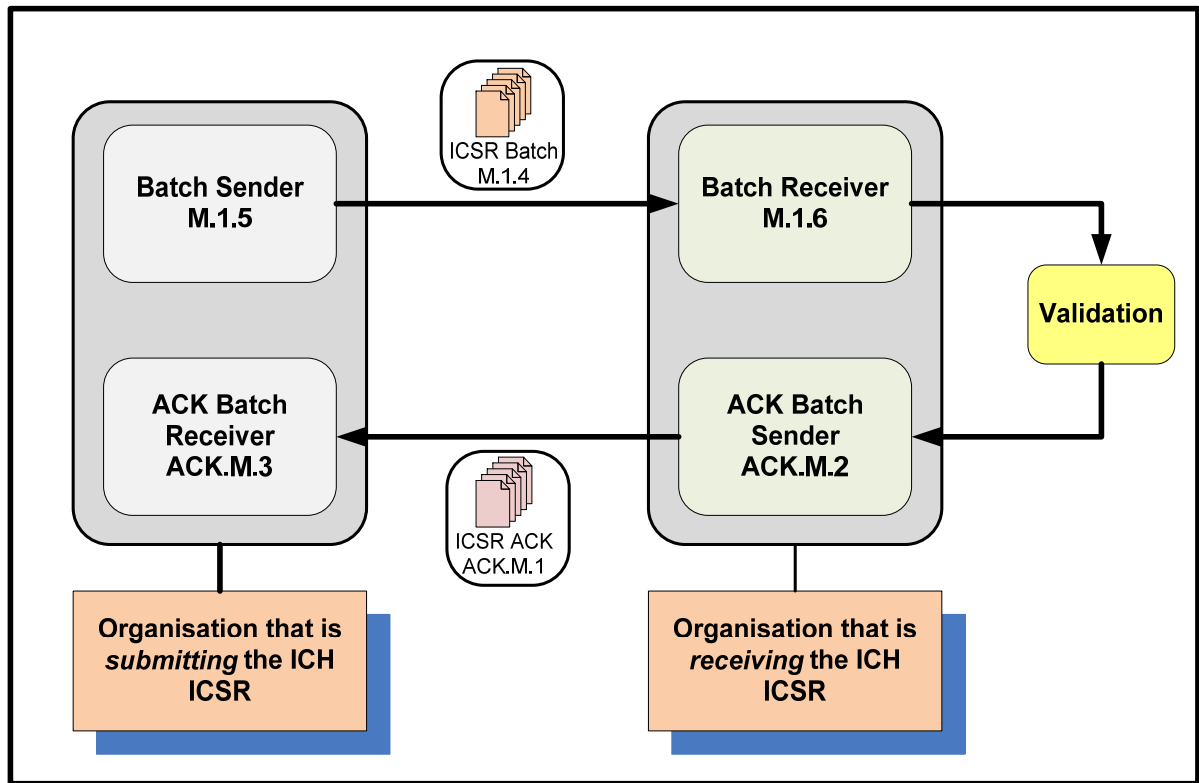 ICSR Batch
M.1.4
Batch Sender
M.1.5
Batch Receiver
M.1.6
Validation
ACK Batch
Receiver
ACK.M.3
ACK Batch
Sender
ACK.M.2
ICSR ACK
ACK.M.1
Organisation that is
submitting the ICH
ICSR
Organisation that is
receiving the ICH
ICSR